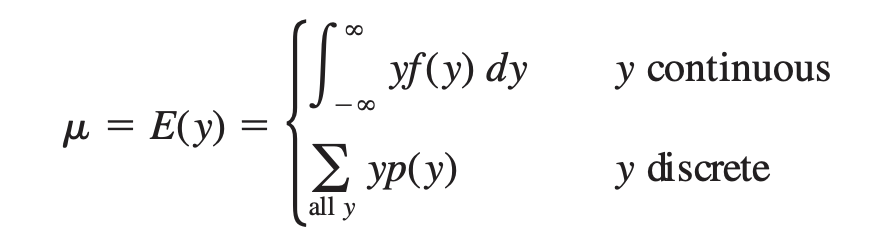 μ = E(y) = { ∫_{-∞}^{∞} yf(y) dy y continuous
∑_{all y} yp(y) y discrete